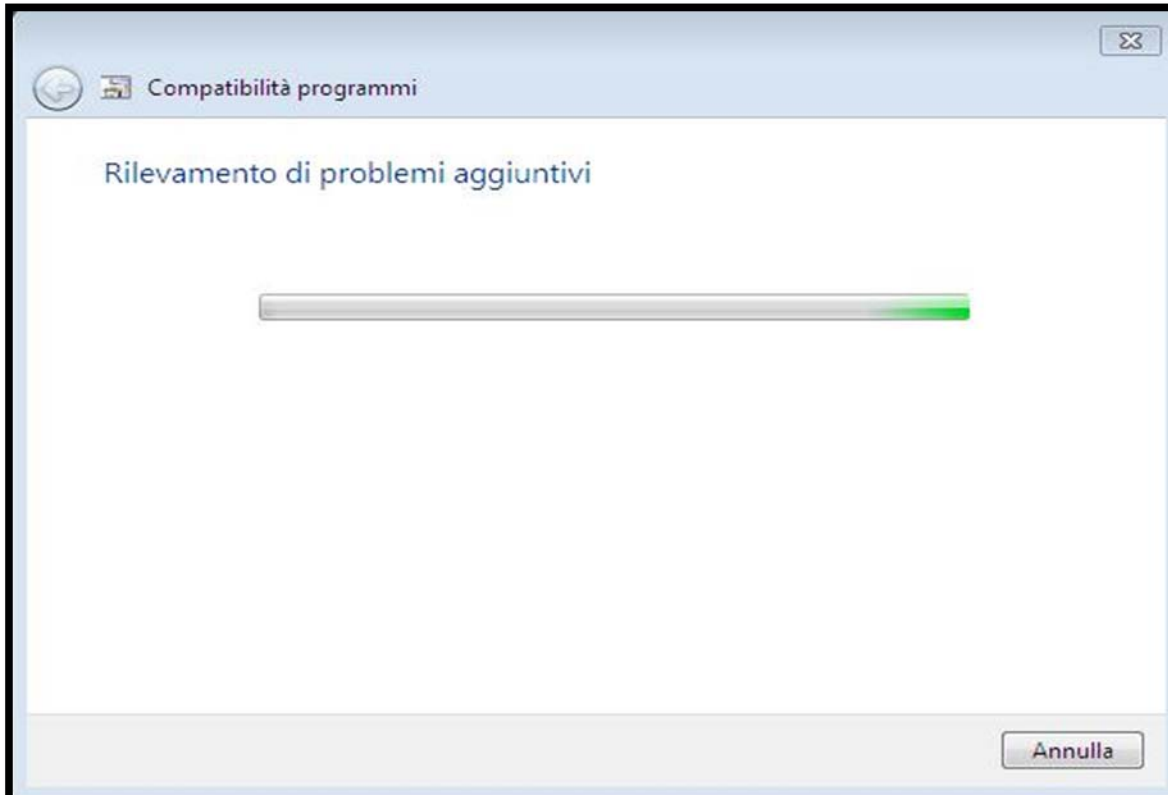 Compatibilità programmi
Rilevamento di problemi aggiuntivi
Annulla